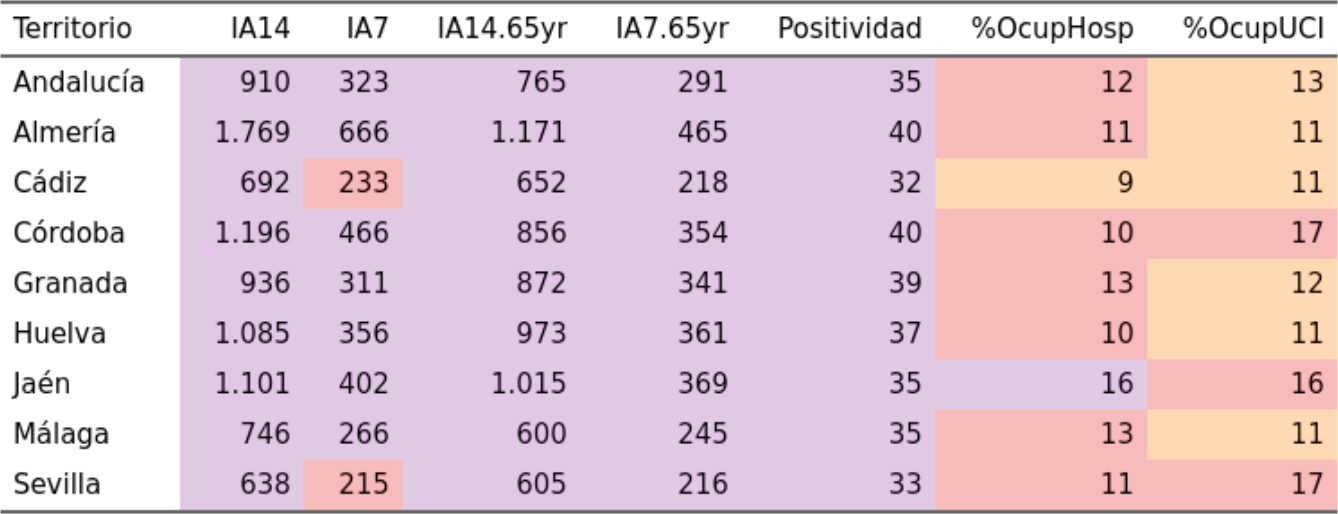 Territorio IA14 IA7 IA14.65yr IA7.65yr Positividad %OcupHosp %OcupUCI
Andalucía 910 323 765 291 35 12 13
Almería 1.769 666 1.171 465 40 11 11
Cádiz 692 233 652 218 32 9 11
Córdoba 1.196 466 856 354 40 10 17
Granada 936 311 872 341 39 13 12
Huelva 1.085 356 973 361 37 10 11
Jaén 1.101 402 1.015 369 35 16 16
Málaga 746 266 600 245 35 13 11
Sevilla 638 215 605 216 33 11 17